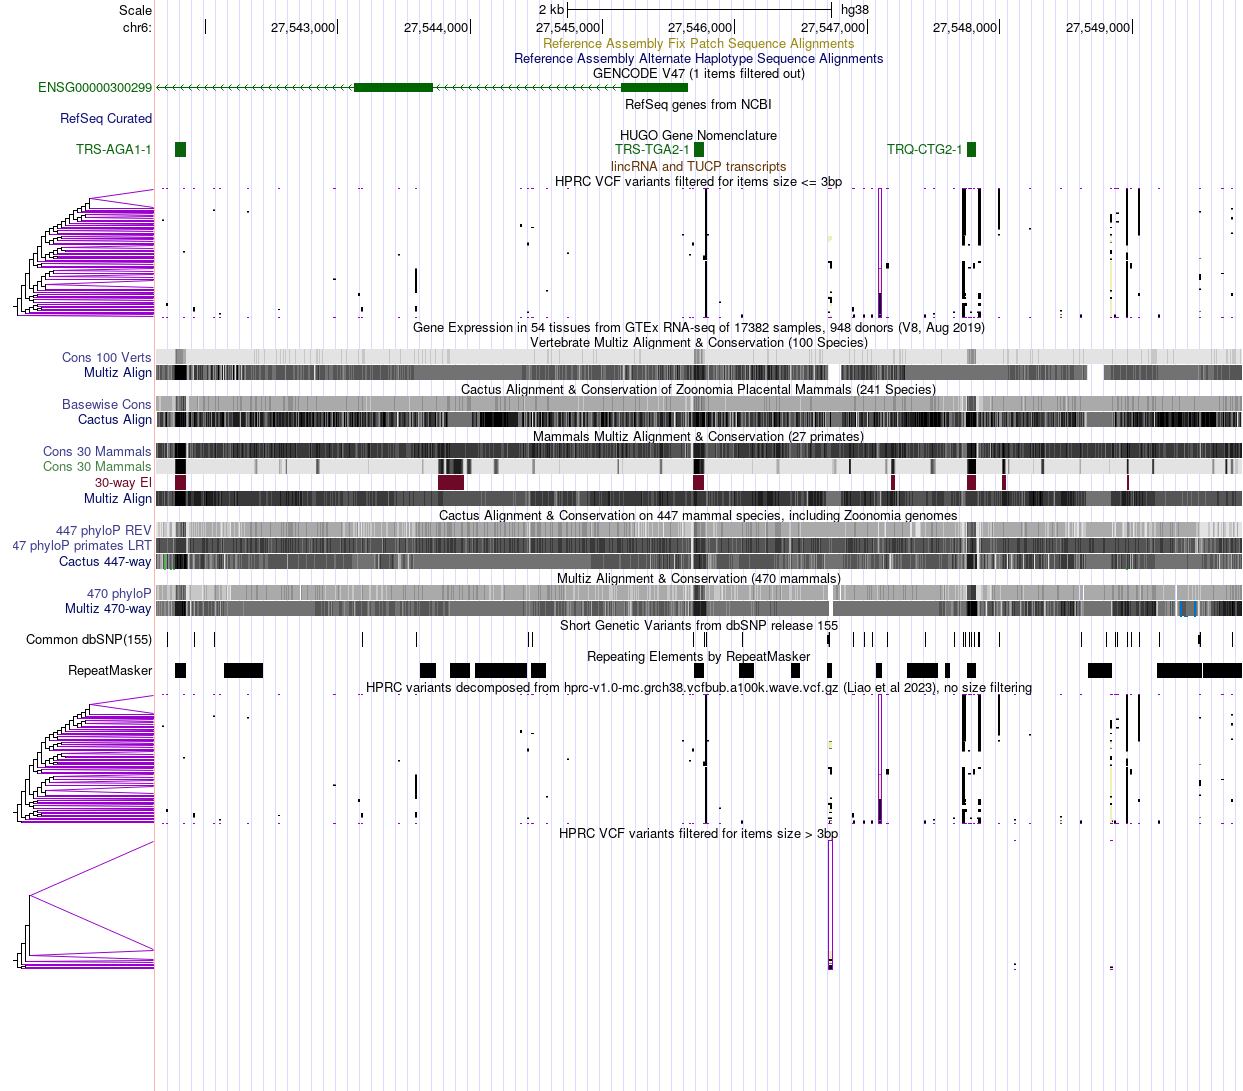 Scale 2 kb hg38
chr6: 27,543,000 27,544,000 27,545,000 27,546,000 27,547,000 27,548,000 27,549,000
Reference Assembly Fix Patch Sequence Alignments
Reference Assembly Alternate Haplotype Sequence Alignments
GENCODE V47 (1 items filtered out)
ENSG00000300299
RefSeq genes from NCBI
RefSeq Curated
HUGO Gene Nomenclature
TRS-AGA1-1 TRS-TGA2-1 TRQ-CTG2-1
lincRNA and TUCP transcripts
HPRC VCF variants filtered for items size <= 3bp
Gene Expression in 54 tissues from GTEx RNA-seq of 17382 samples, 948 donors (V8, Aug 2019)
Vertebrate Multiz Alignment & Conservation (100 Species)
Cons 100 Verts
Multiz Align
Cactus Alignment & Conservation of Zoonomia Placental Mammals (241 Species)
Basewise Cons
Cactus Align
Mammals Multiz Alignment & Conservation (27 primates)
Cons 30 Mammals
Cons 30 Mammals
30-way El
Multiz Align
Cactus Alignment & Conservation on 447 mammal species, including Zoonomia genomes
447 phyloP REV
47 phyloP primates LRT
Cactus 447-way
Multiz Alignment & Conservation (470 mammals)
470 phyloP
Multiz 470-way
Short Genetic Variants from dbSNP release 155
Common dbSNP(155)
Repeating Elements by RepeatMasker
RepeatMasker
HPRC variants decomposed from hprc-v1.0-mc.grch38.vcfbub.a100k.wave.vcf.gz (Liao et al 2023), no size filtering
HPRC VCF variants filtered for items size > 3bp